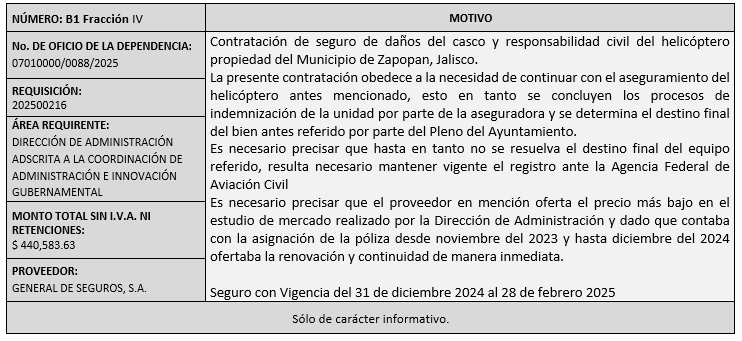 NÚMERO: B1 Fracción IV
No. DE OFICIO DE LA DEPENDENCIA:
07010000/0088/2025
REQUISICIÓN:
202500216
ÁREA REQUIRENTE:
DIRECCIÓN DE ADMINISTRACIÓN
ADSCRITA A LA COORDINACIÓN DE
ADMINISTRACIÓN E INNOVACIÓN
GUBERNAMENTAL
MONTO TOTAL SIN I.V.A. NI
RETENCIONES:
$ 440,583.63
PROVEEDOR:
GENERAL DE SEGUROS, S.A.
MOTIVO
Contratación de seguro de daños del casco y responsabilidad civil del helicóptero
propiedad del Municipio de Zapopan, Jalisco.
La presente contratación obedece a la necesidad de continuar con el aseguramiento del
helicóptero antes mencionado, esto en tanto se concluyen los procesos de
indemnización de la unidad por parte de la aseguradora y se determina el destino final
del bien antes referido por parte del Pleno del Ayuntamiento.
Es necesario precisar que hasta en tanto no se resuelva el destino final del equipo
referido, resulta necesario mantener vigente el registro ante la Agencia Federal de
Aviación Civil
Es necesario precisar que el proveedor en mención oferta el precio más bajo en el
estudio de mercado realizado por la Dirección de Administración y dado que contaba
con la asignación de la póliza desde noviembre del 2023 y hasta diciembre del 2024
ofertaba la renovación y continuidad de manera inmediata.
Seguro con Vigencia del 31 de diciembre 2024 al 28 de febrero 2025
Sólo de carácter informativo.